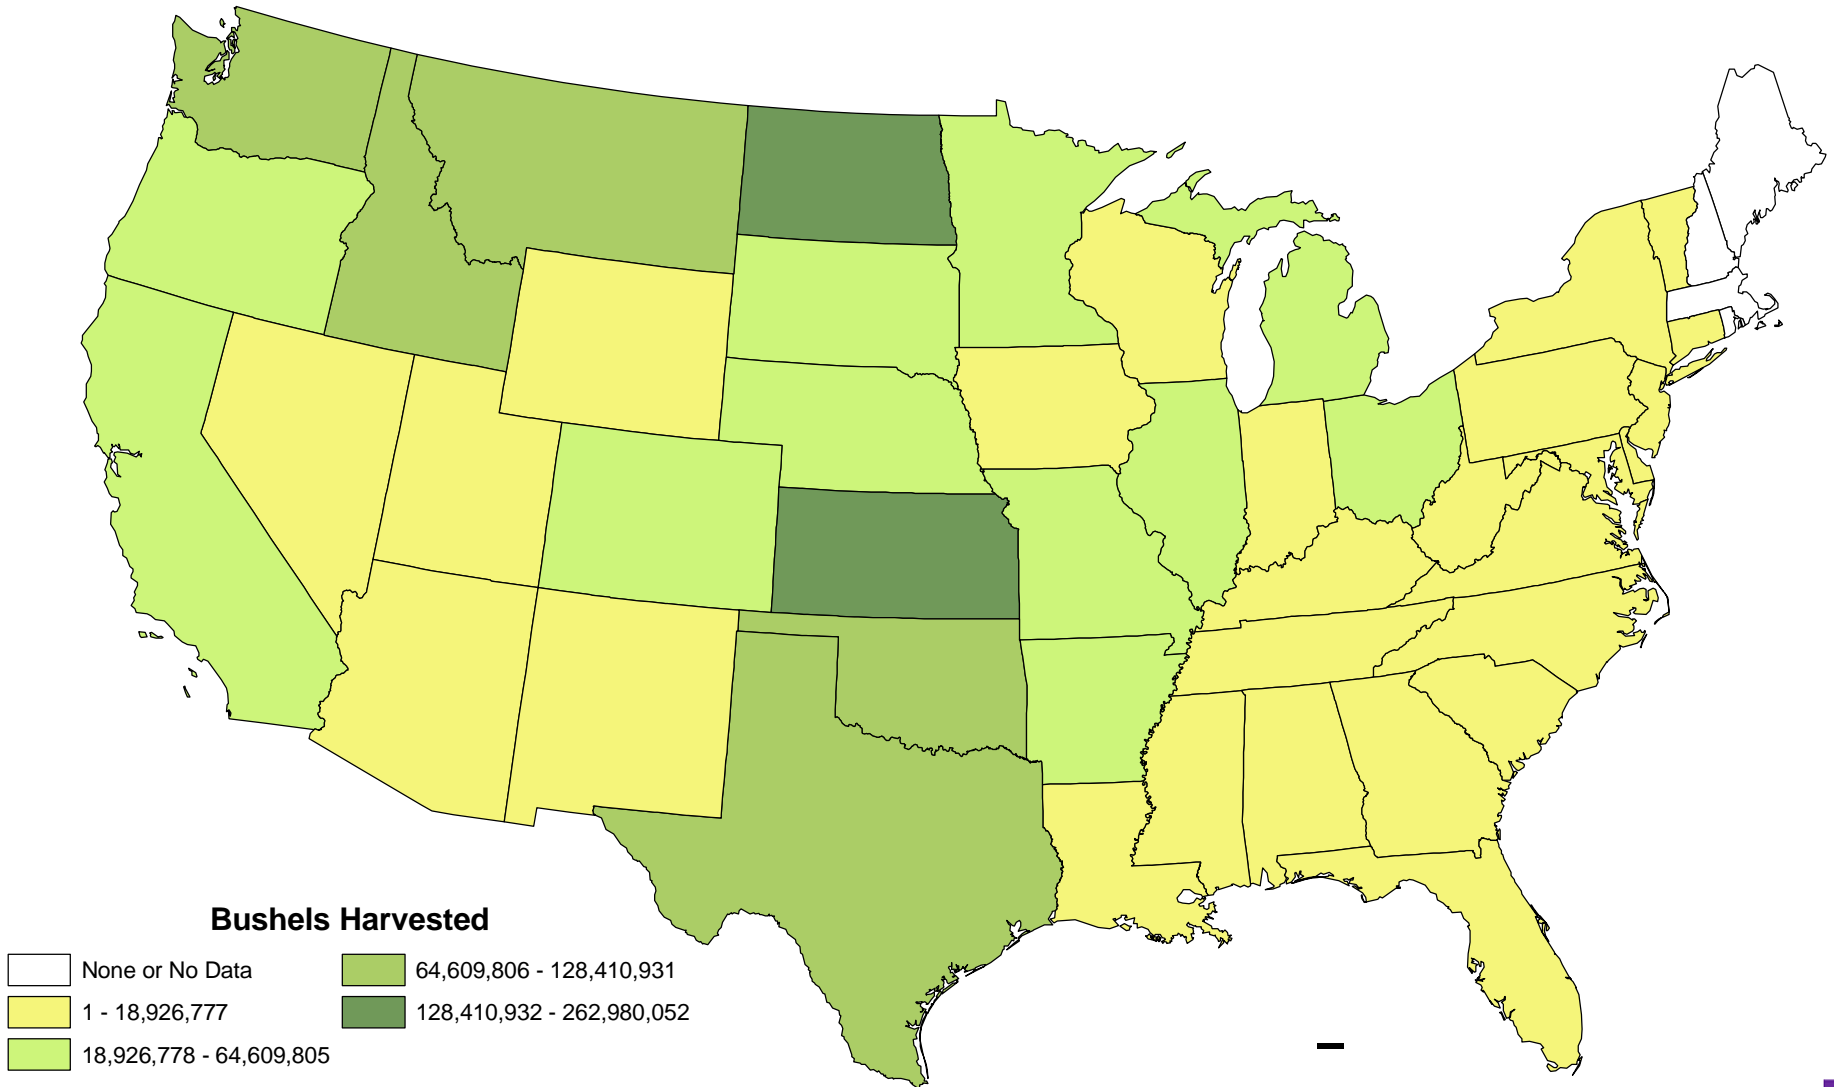 Bushels Harvested
None or No Data
1 - 18,926,777
18,926,778 - 64,609,805
64,609,806 - 128,410,931
128,410,932 - 262,980,052